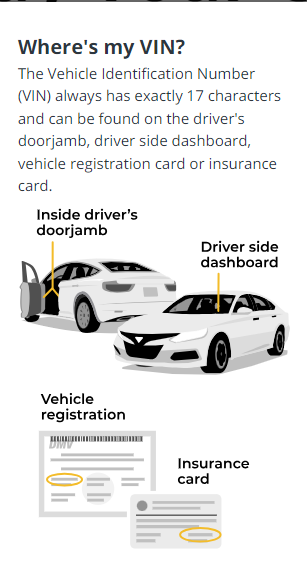 Where's my VIN?
The Vehicle Identification Number
(VIN) always has exactly 17 characters
and can be found on the driver's
doorjamb, driver side dashboard,
vehicle registration card or insurance
card.
Inside driver's
doorjamb
Driver side
dashboard
Vehicle
registration
DMV
Insurance
card